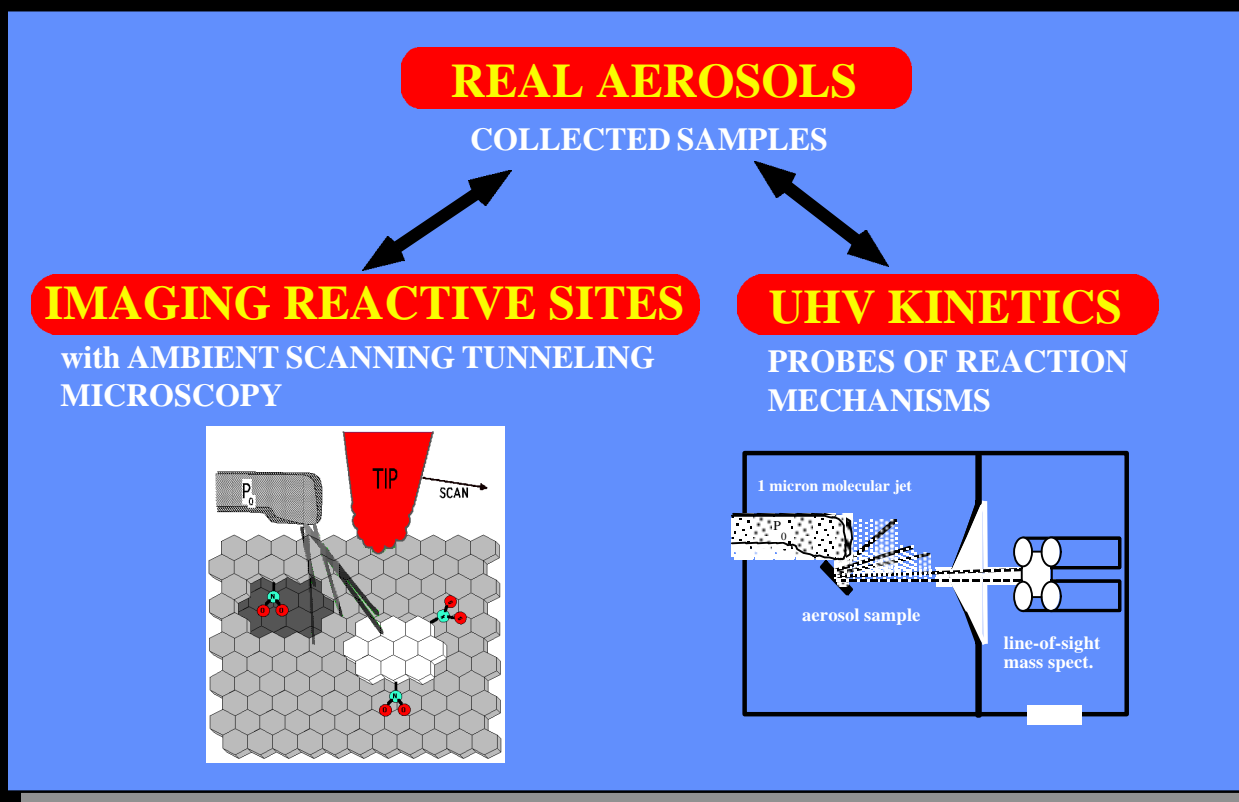 REAL AEROSOLS
COLLECTED SAMPLES
IMAGING REACTIVE SITES
with AMBIENT SCANNING TUNNELING
MICROSCOPY
UHV KINETICS
PROBES OF REACTION
MECHANISMS
TIP
SCAN
P0
N
O O
N
O O
1 micron molecular jet
P
0
aerosol sample
line-of-sight
mass spect.